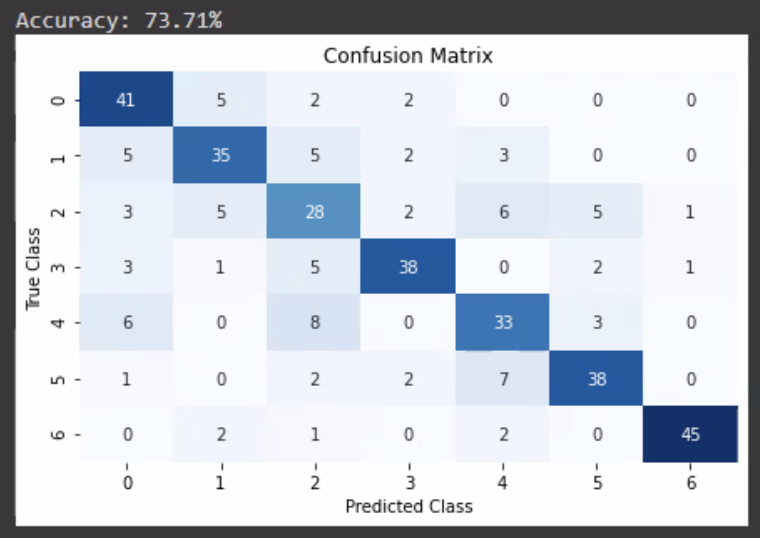 Accuracy: 73.71%
Confusion Matrix
True Class
0 41 5 2 2 0 0 0
1 5 35 5 2 3 0 0
2 3 5 28 2 6 5 1
3 3 1 5 38 0 2 1
4 6 0 8 0 33 3 0
5 1 0 2 2 7 38 0
6 0 2 1 0 2 0 45
0 1 2 3 4 5 6
Predicted Class